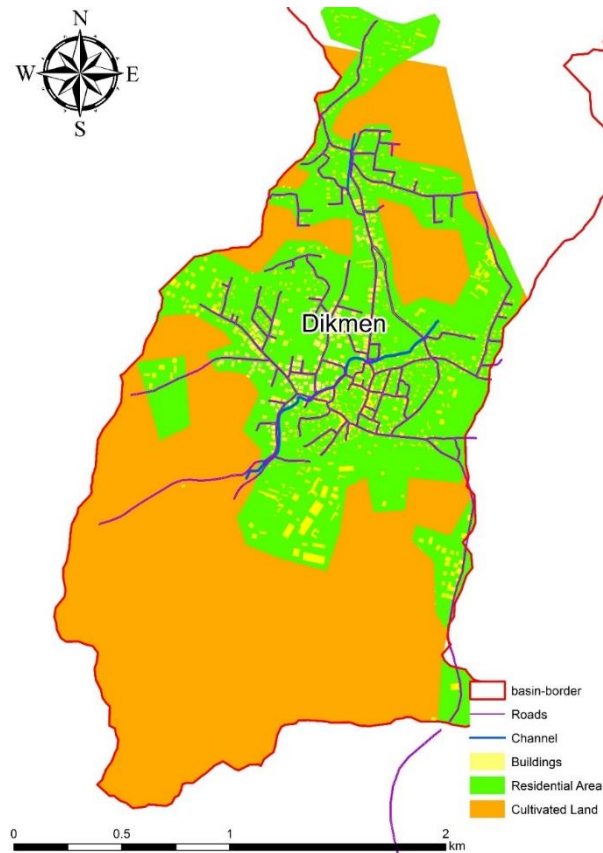 N
W E
S
Dikmen
basin-border
Roads
Channel
Buildings
Residential Area
Cultivated Land
0 0.5 1 2
km